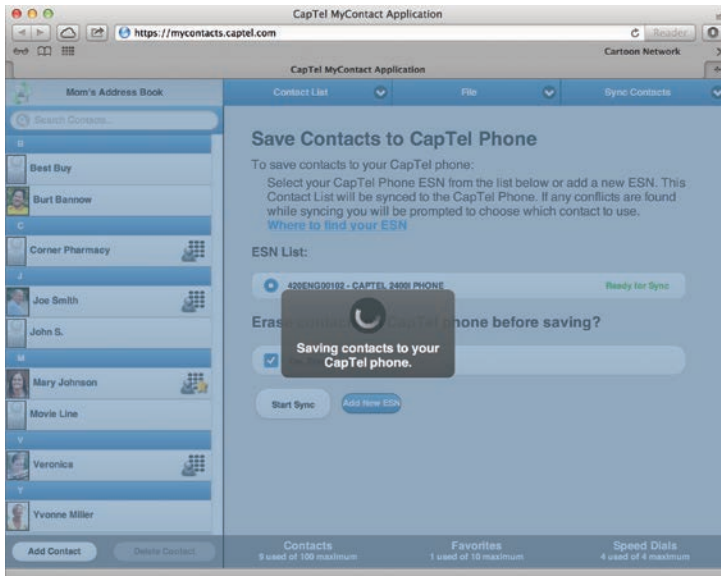 CapTel MyContact Application
https://mycontacts.captel.com
Reader
Cartoon Network
CapTel MyContact Application
Mom's Address Book
Contact List
File
Sync Contacts
Search Contacts...
B
Best Buy
Burt Bannow
C
Corner Pharmacy
J
Joe Smith
John S.
M
Mary Johnson
Movie Line
V
Veronica
Y
Yvonne Miller
Add Contact
Delete Contact
Save Contacts to CapTel Phone
To save contacts to your CapTel phone:
Select your CapTel Phone ESN from the list below or add a new ESN. This
Contact List will be synced to the CapTel Phone. If any conflicts are found
while syncing you will be prompted to choose which contact to use.
Where to find your ESN
ESN List:
420ENG00102 - CAPTEL 2400I PHONE
Ready for Sync
Erase contacts on CapTel phone before saving?
Saving contacts to your
CapTel phone.
Start Sync
Add New ESN
Contacts
9 used of 100 maximum
Favorites
1 used of 10 maximum
Speed Dials
4 used of 4 maximum